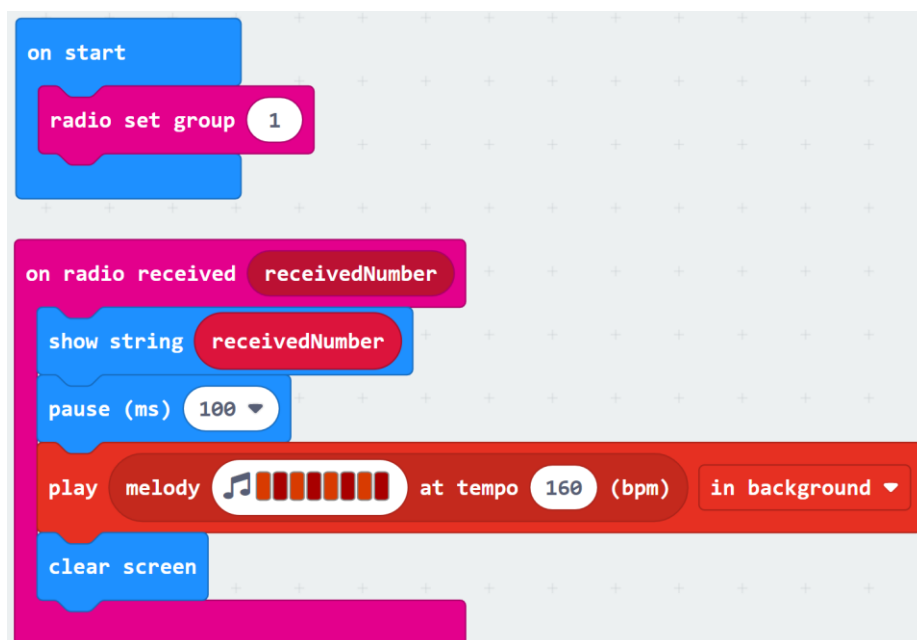 on start
radio set group 1
on radio received receivedNumber
show string receivedNumber
pause (ms) 100
play melody at tempo 160 (bpm) in background
clear screen